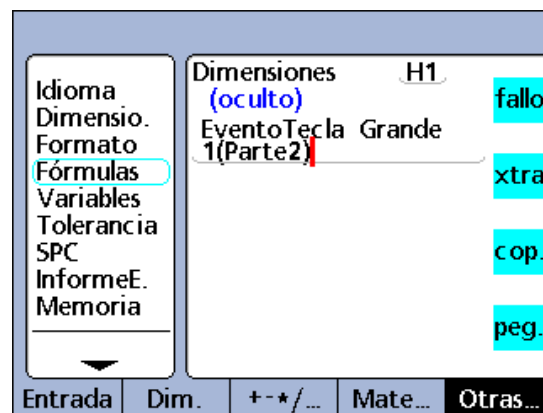 Idioma
Dimensio.
Formato
Fórmulas
Variables
Tolerancia
SPC
InformeE.
Memoria
Dimensiones H1
(oculto)
EventoTecla Grande
1(Parte2)
fallo
xtra
cop.
peg.
Entrada Dim. +-*/... Mate... Otras...